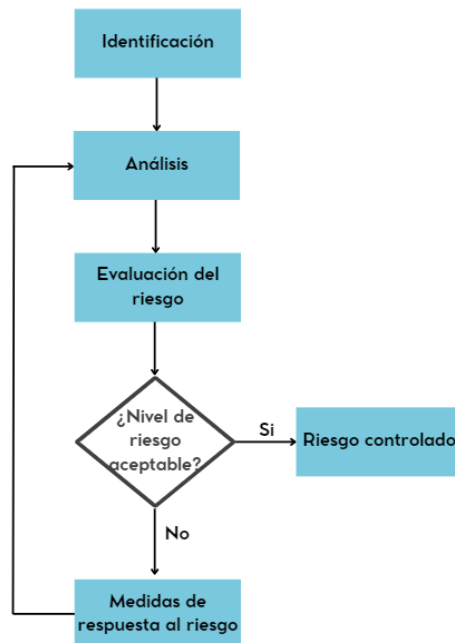 Identificación
Análisis
Evaluación del
riesgo
¿Nivel de
riesgo
aceptable?
Si
Riesgo controlado
No
Medidas de
respuesta al riesgo